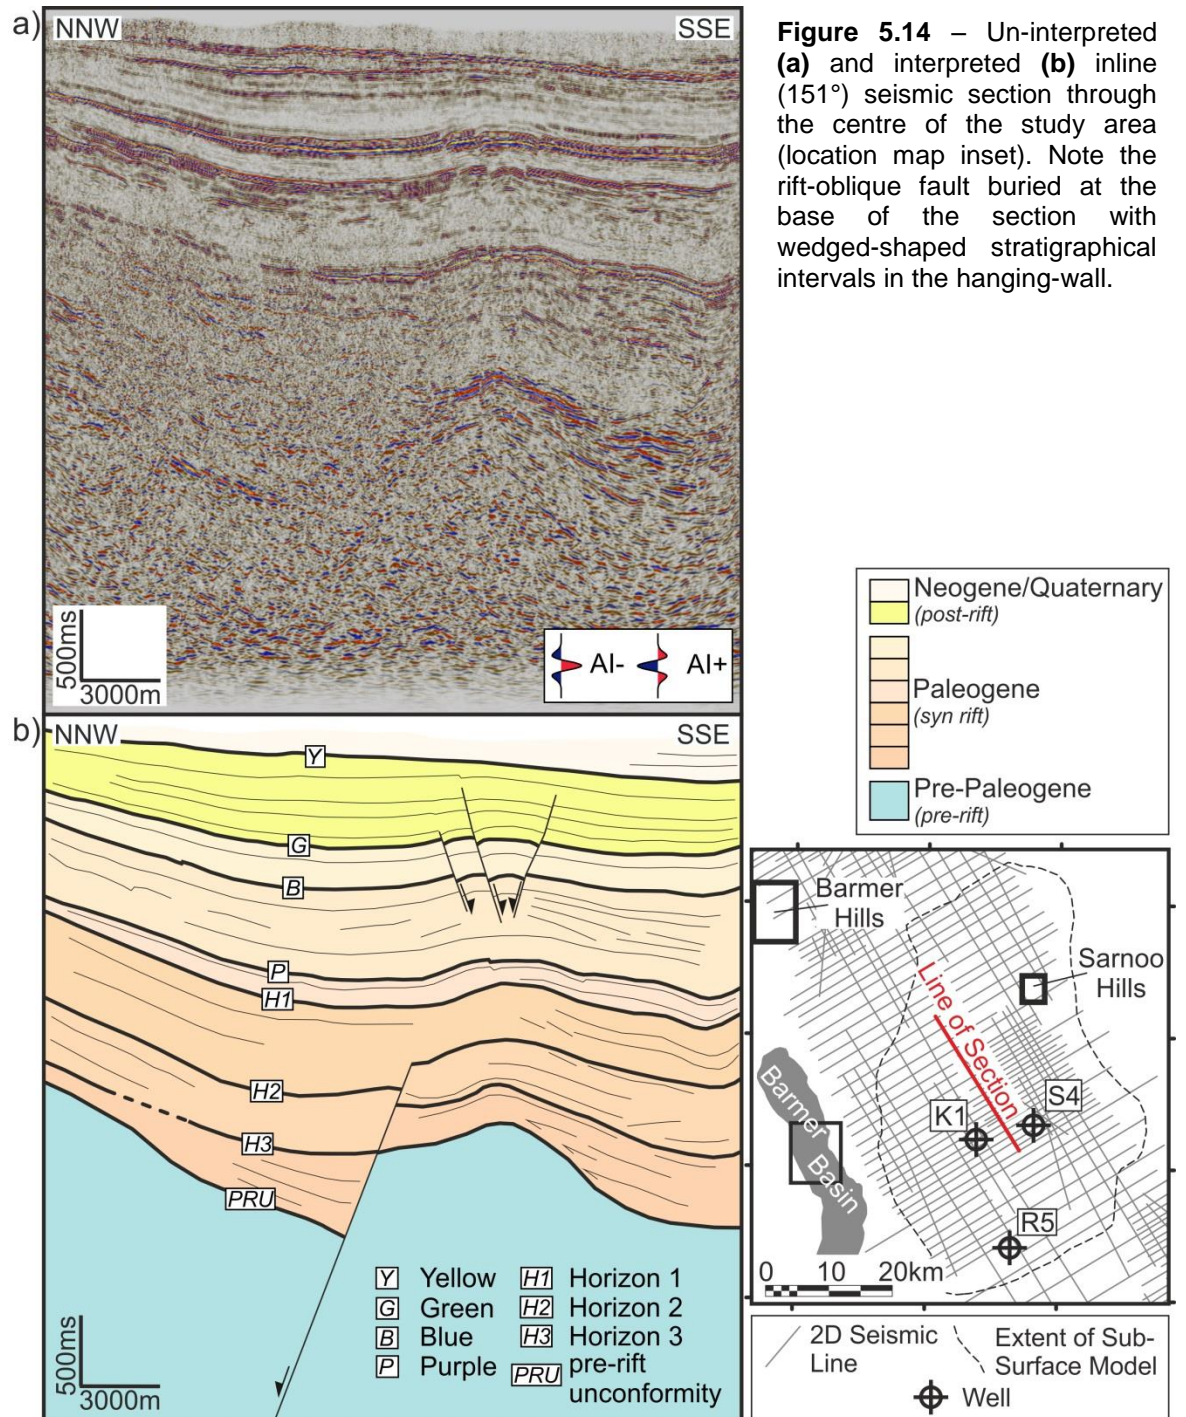 a)
NNW
SSE
500ms
3000m
AI-
AI+
Figure 5.14 – Un-interpreted
(a) and interpreted (b) inline
(151°) seismic section through
the centre of the study area
(location map inset). Note the
rift-oblique fault buried at the
base of the section with
wedged-shaped stratigraphical
intervals in the hanging-wall.
b)
NNW
SSE
Y
G
B
P
H1
H2
H3
PRU
Y Yellow
G Green
B Blue
P Purple
H1 Horizon 1
H2 Horizon 2
H3 Horizon 3
PRU pre-rift
unconformity
500ms
3000m
Neogene/Quaternary
(post-rift)
Paleogene
(syn rift)
Pre-Paleogene
(pre-rift)
Barmer
Hills
Sarnoo
Hills
Line of Section
S4
K1
R5
Barmer
Basin
0 10 20km
2D Seismic
Line
Extent of Sub-
Surface Model
Well